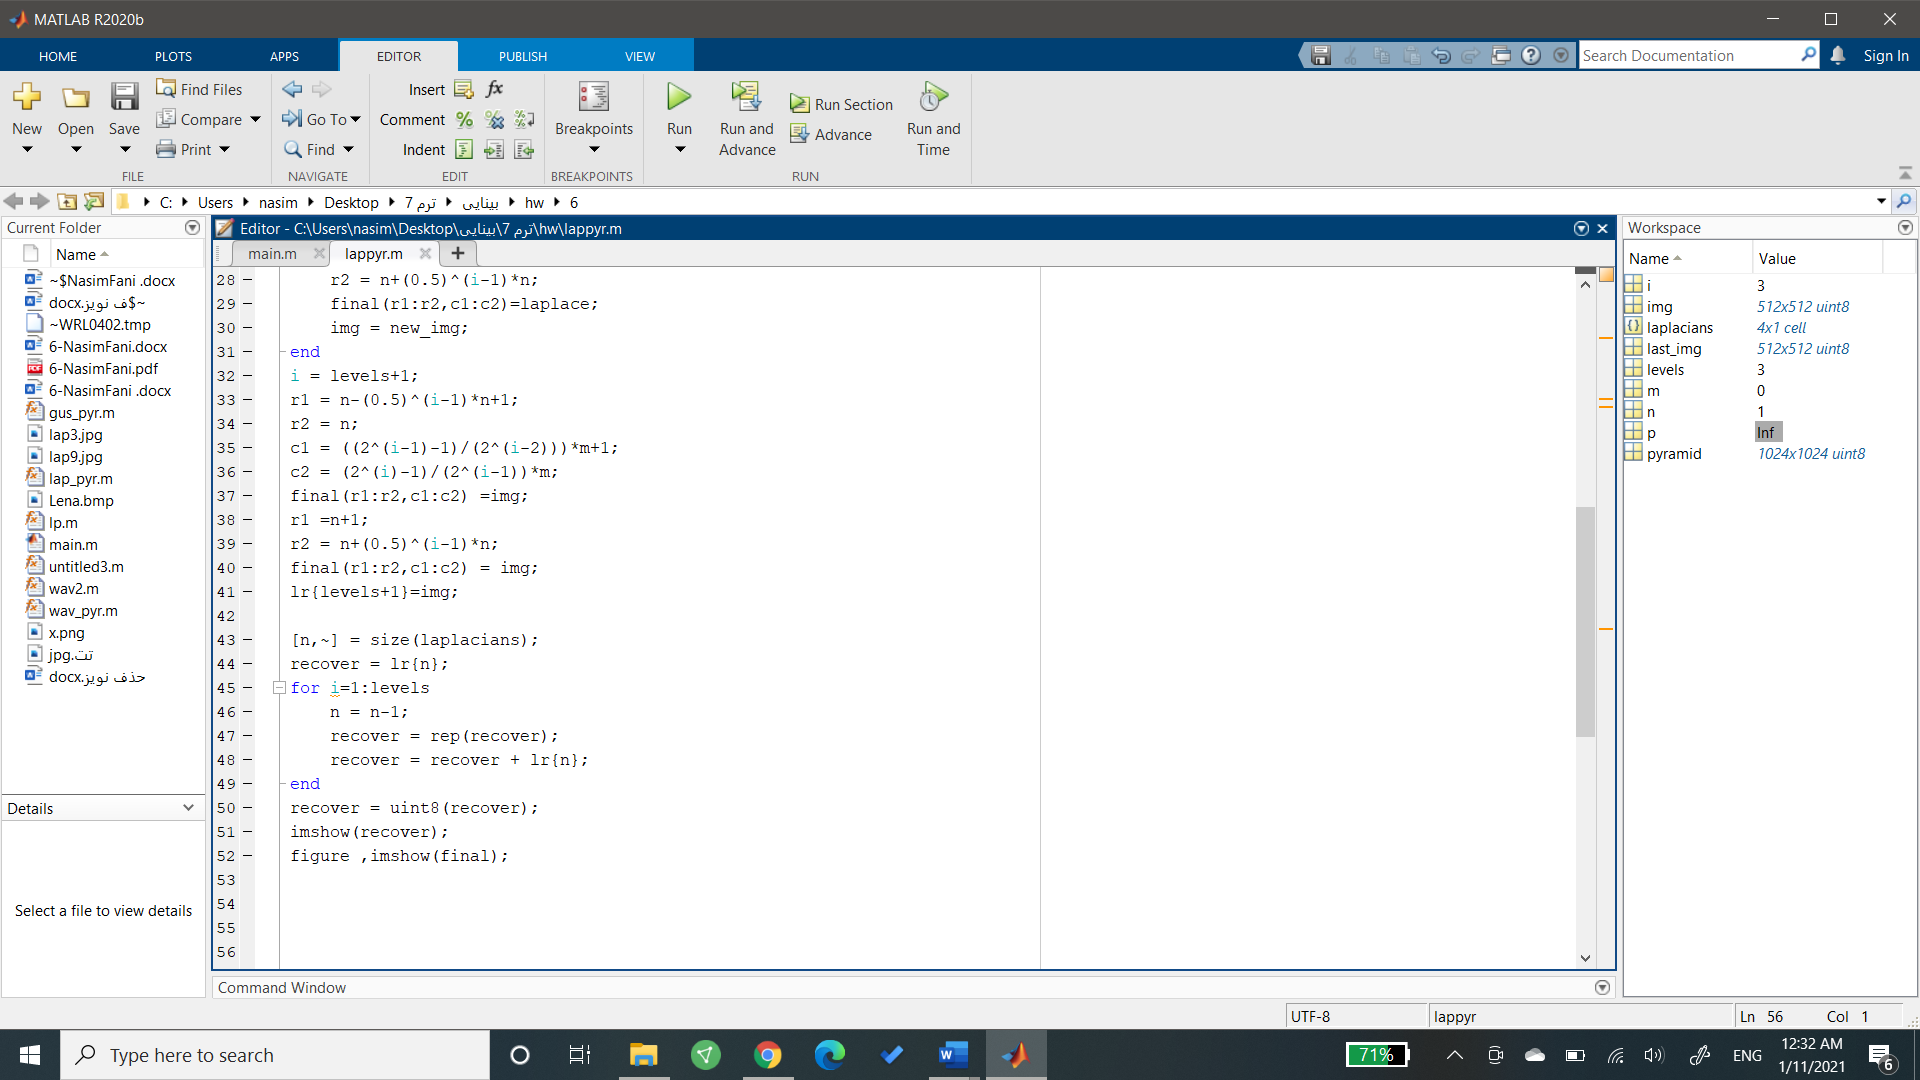 MATLAB R2020b
HOME PLOTS APPS EDITOR PUBLISH VIEW
Search Documentation
Sign In
New
Open
Save
Find Files
Compare
Print
FILE
Go To
Find
NAVIGATE
Insert
Comment
Indent
EDIT
Breakpoints
BREAKPOINTS
Run
Run and Advance
Run Section
Advance
Run and Time
RUN
C: Users nasim Desktop ترم 7 بینایی hw 6
Current Folder
Name
~$NasimFani .docx
~$ف نویز.docx
~WRL0402.tmp
6-NasimFani.docx
6-NasimFani.pdf
6-NasimFani .docx
gus_pyr.m
lap3.jpg
lap9.jpg
lap_pyr.m
Lena.bmp
lp.m
main.m
untitled3.m
wav2.m
wav_pyr.m
x.png
تت.jpg
حذف نویز.docx
Details
Select a file to view details
Editor - C:\Users\nasim\Desktop\ترم 7\بینایی\hw\lappyr.m
main.m lappyr.m
28 r2 = n+(0.5)^(i-1)*n;
29 final(r1:r2,c1:c2)=laplace;
30 img = new_img;
31 end
32 i = levels+1;
33 r1 = n-(0.5)^(i-1)*n+1;
34 r2 = n;
35 c1 = ((2^(i-1)-1)/(2^(i-2)))*m+1;
36 c2 = (2^(i)-1)/(2^(i-1))*m;
37 final(r1:r2,c1:c2) =img;
38 r1 =n+1;
39 r2 = n+(0.5)^(i-1)*n;
40 final(r1:r2,c1:c2) = img;
41 lr{levels+1}=img;
42
43 [n,~] = size(laplacians);
44 recover = lr{n};
45 for i=1:levels
46 n = n-1;
47 recover = rep(recover);
48 recover = recover + lr{n};
49 end
50 recover = uint8(recover);
51 imshow(recover);
52 figure ,imshow(final);
53
54
55
56
Command Window
Workspace
Name Value
i 3
img 512x512 uint8
laplacians 4x1 cell
last_img 512x512 uint8
levels 3
m 0
n 1
p Inf
pyramid 1024x1024 uint8
UTF-8 lappyr Ln 56 Col 1
Type here to search
71%
ENG
12:32 AM
1/11/2021
6